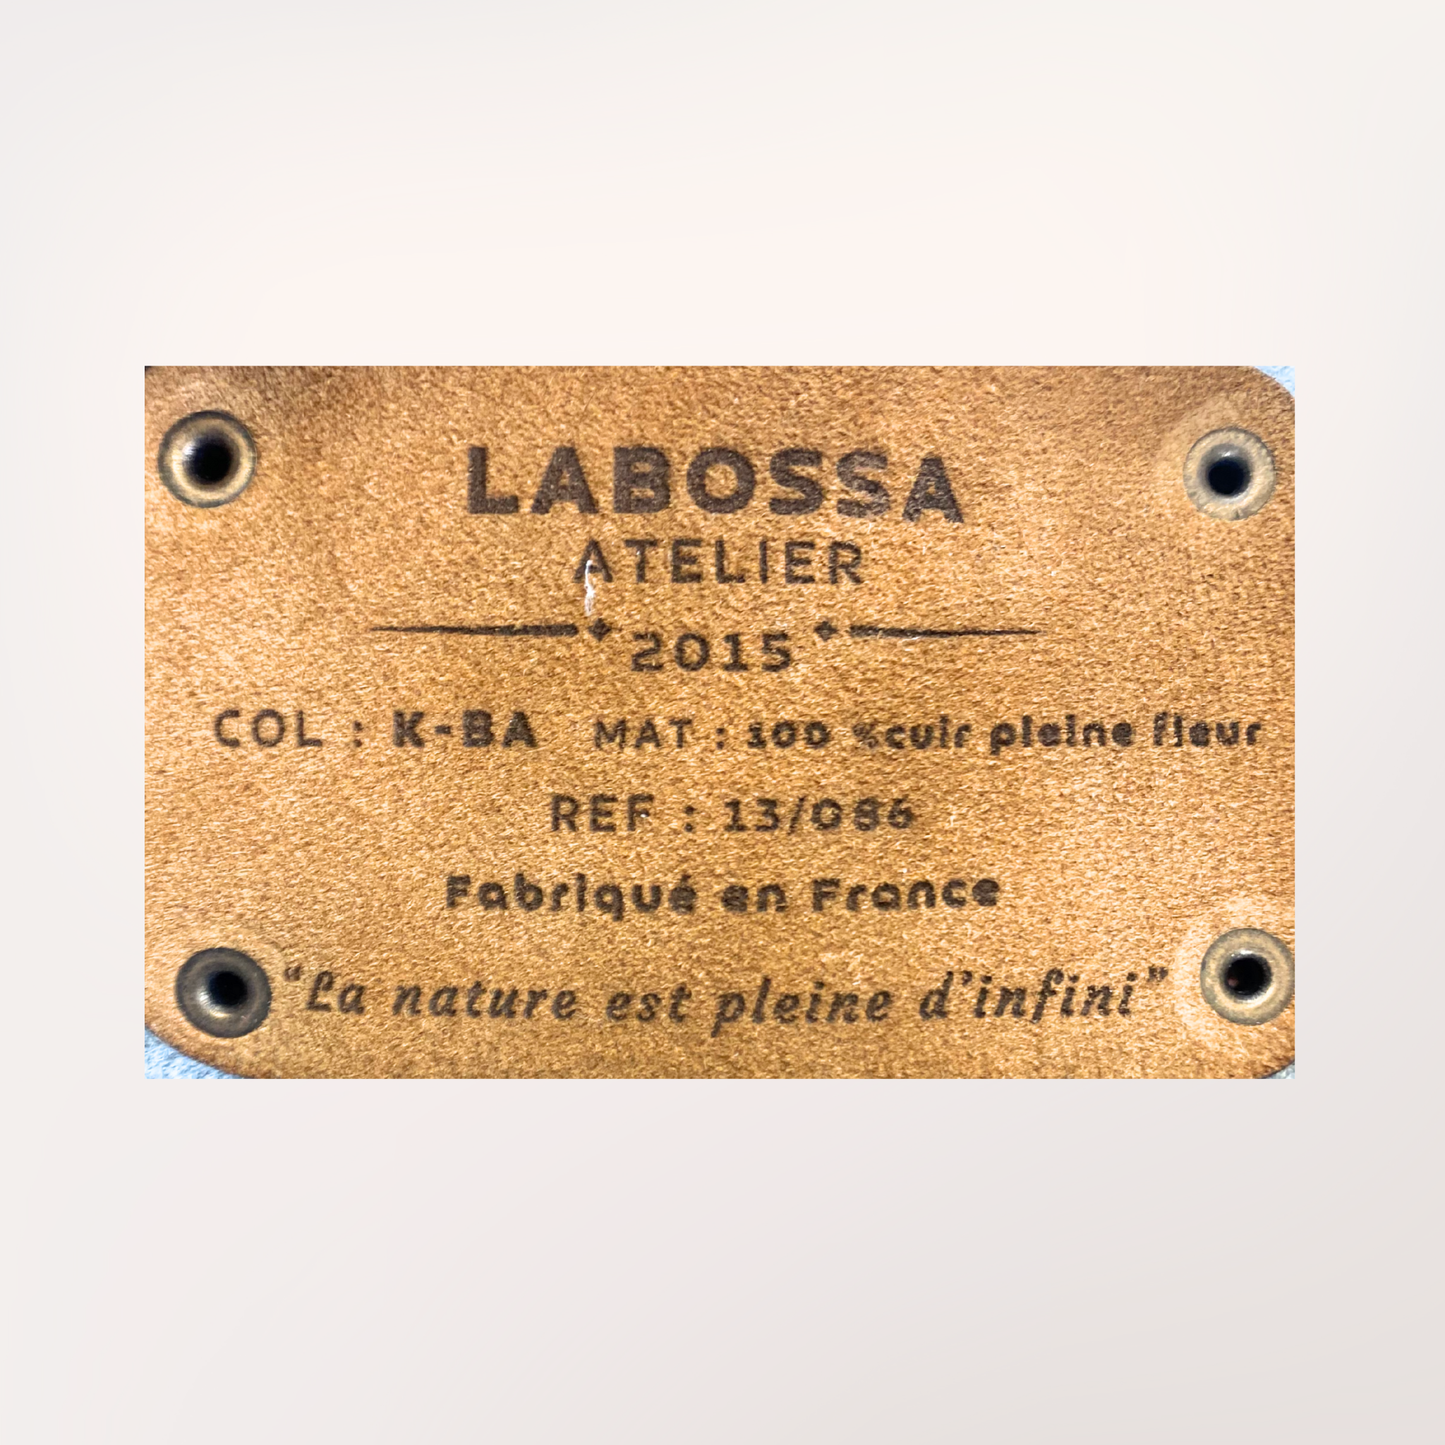 LABOSSA
ATELIER
2015
COL : K-BA MAT : 100 %cuir pleine fleur
REF : 13/086
Fabriqué en France
“La nature est pleine d’infini”